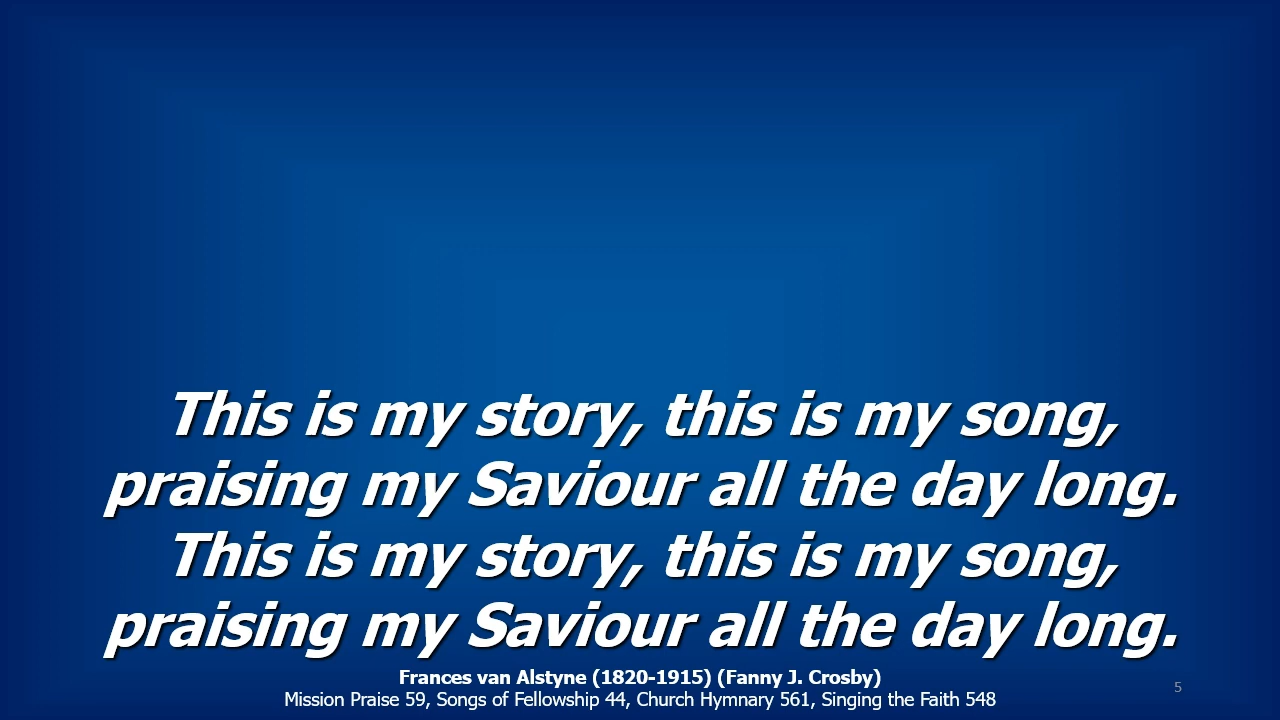 This is my story, this is my song,
praising my Saviour all the day long.
This is my story, this is my song,
praising my Saviour all the day long.
Frances van Alstyne (1820-1915) (Fanny J. Crosby)
Mission Praise 59, Songs of Fellowship 44, Church Hymnary 561, Singing the Faith 548
5